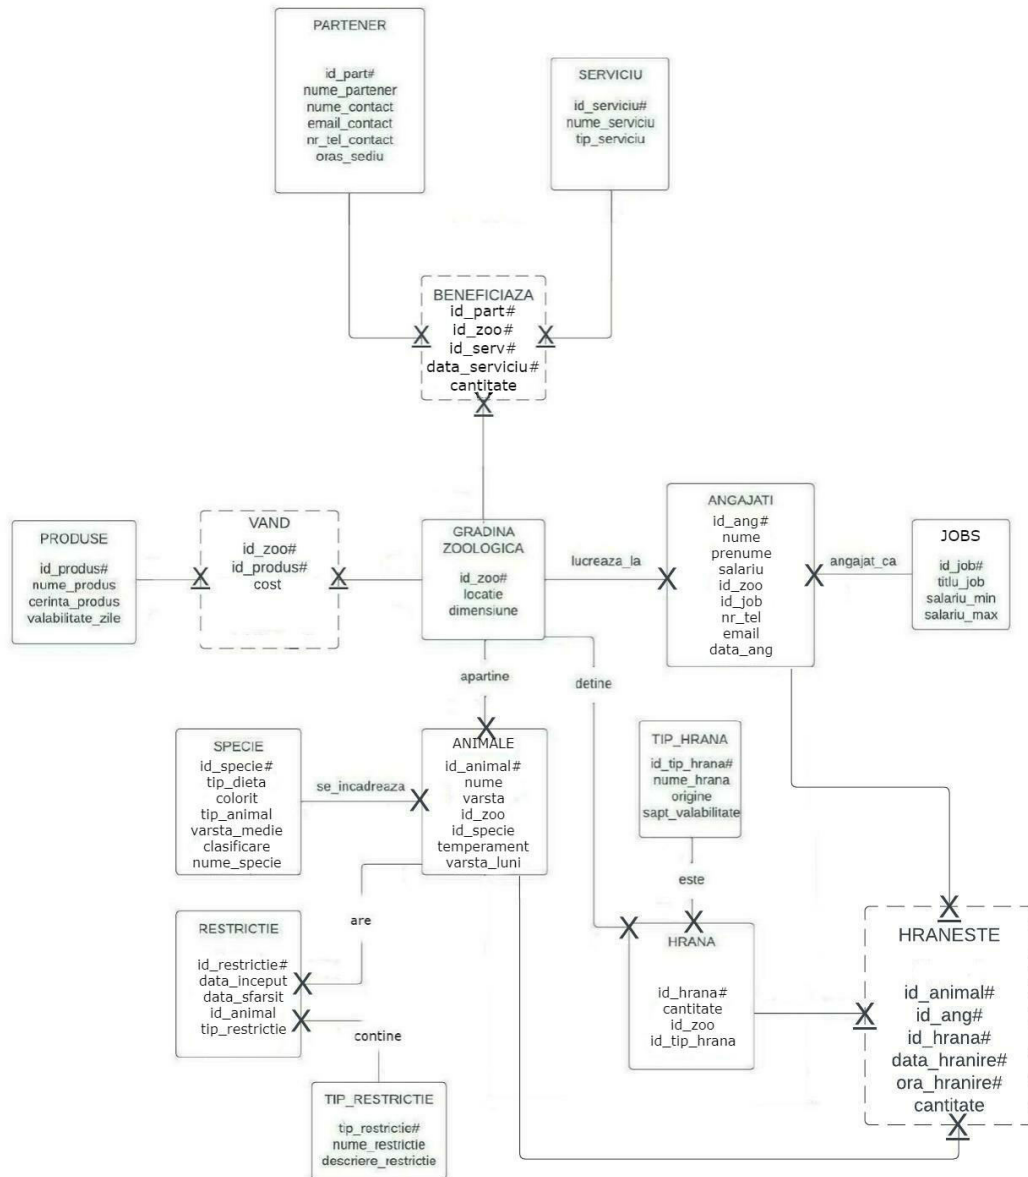 PARTENER
id_part#
nume_partener
nume_contact
email_contact
nr_tel_contact
oras_sediu
SERVICIU
id_serviciu#
nume_serviciu
tip_serviciu
BENEFICIAZA
id_part#
id_zoo#
id_serv#
data_serviciu#
cantitate
PRODUSE
id_produs#
nume_produs
cerinta_produs
valabilitate_zile
VAND
id_zoo#
id_produs#
cost
GRADINA
ZOOLOGICA
id_zoo#
locatie
dimensiune
lucreaza_la
ANGAJATI
id_ang#
nume
prenume
salariu
id_zoo
id_job
nr_tel
email
data_ang
angajat_ca
JOBS
id_job#
titlu_job
salariu_min
salariu_max
apartine
detine
SPECIE
id_specie#
tip_dieta
colorit
tip_animal
varsta_medie
clasificare
nume_specie
se_incadreaza
ANIMALE
id_animal#
nume
varsta
id_zoo
id_specie
temperament
varsta_luni
TIP_HRANA
id_tip_hrana#
nume_hrana
origine
sapt_valabilitate
este
are
RESTRICTIE
id_restrictie#
data_inceput
data_sfarsit
id_animal
tip_restrictie
contine
HRANA
id_hrana#
cantitate
id_zoo
id_tip_hrana
HRANESTE
id_animal#
id_ang#
id_hrana#
data_hranire#
ora_hranire#
cantitate
TIP_RESTRICTIE
tip_restrictie#
nume_restrictie
descriere_restrictie